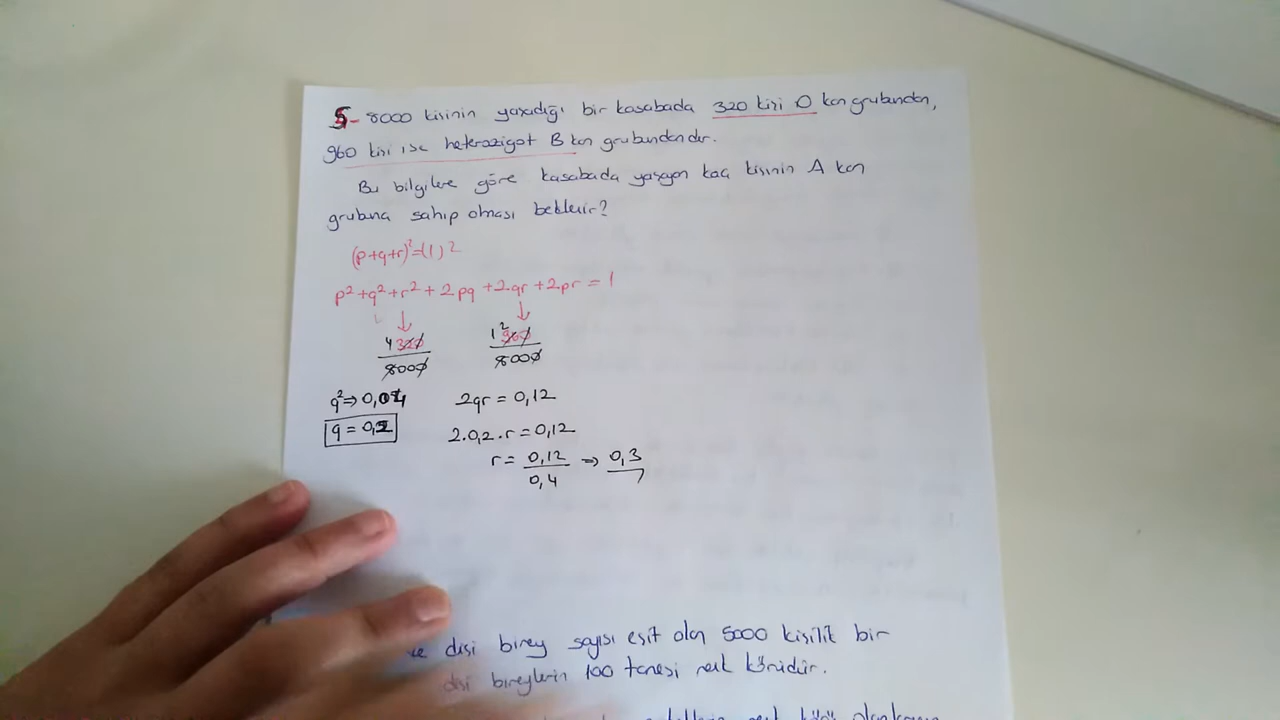 5- 8000 kişinin yaşadığı bir kasabada 320 kişi O kan grubundan,
960 kişi ise heterozigot B kan grubundandır.
Bu bilgilere göre kasabada yaşayan kaç kişinin A kan
grubuna sahip olması beklenir?
(p+q+r)²=(1)²
p²+q²+r²+2pq+2qr+2pr=1
4 320 12 960
8000 8000
q²⇒0,04 2qr=0,12
q=0,2 2.0,2.r=0,12
r=0,12/0,4 ⇒ 0,3
ve dişi birey sayısı eşit olan 5000 kişilik bir
dişi bireylerin 100 tanesi renk körüdür.